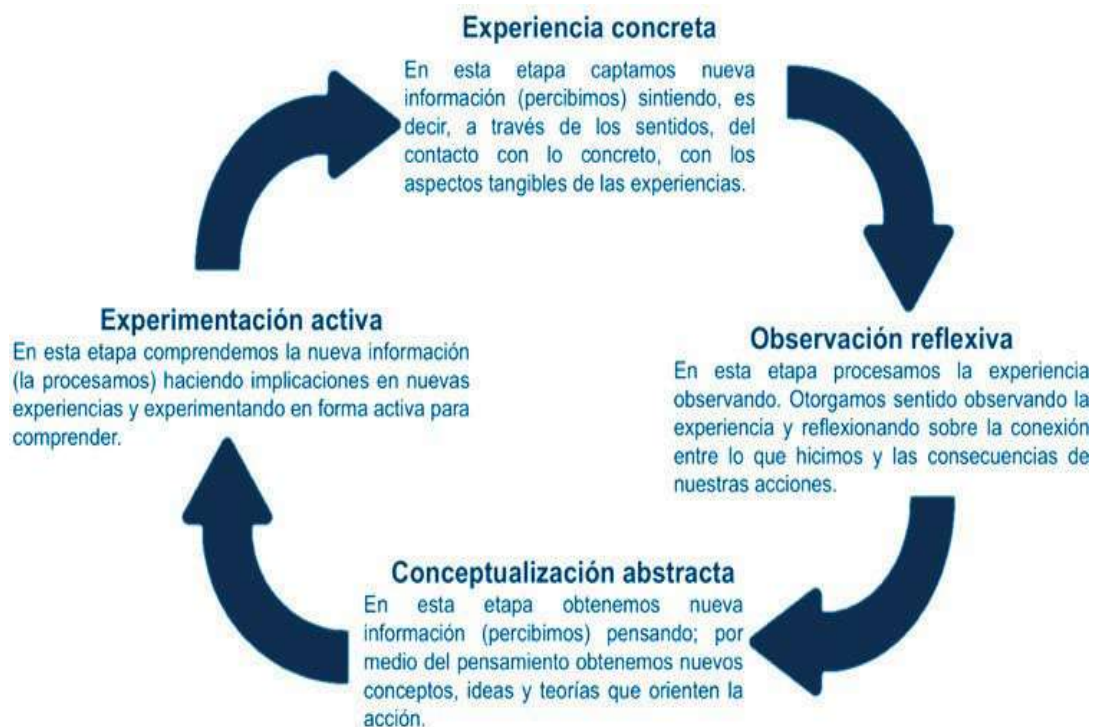 Experiencia concreta
En esta etapa captamos nueva
información (percibimos) sintiendo, es
decir, a través de los sentidos, del
contacto con lo concreto, con los
aspectos tangibles de las experiencias.
Observación reflexiva
En esta etapa procesamos la experiencia
observando. Otorgamos sentido observando la
experiencia y reflexionando sobre la conexión
entre lo que hicimos y las consecuencias de
nuestras acciones.
Conceptualización abstracta
En esta etapa obtenemos nueva
información (percibimos) pensando; por
medio del pensamiento obtenemos nuevos
conceptos, ideas y teorías que orienten la
acción.
Experimentación activa
En esta etapa comprendemos la nueva información
(la procesamos) haciendo implicaciones en nuevas
experiencias y experimentando en forma activa para
comprender.